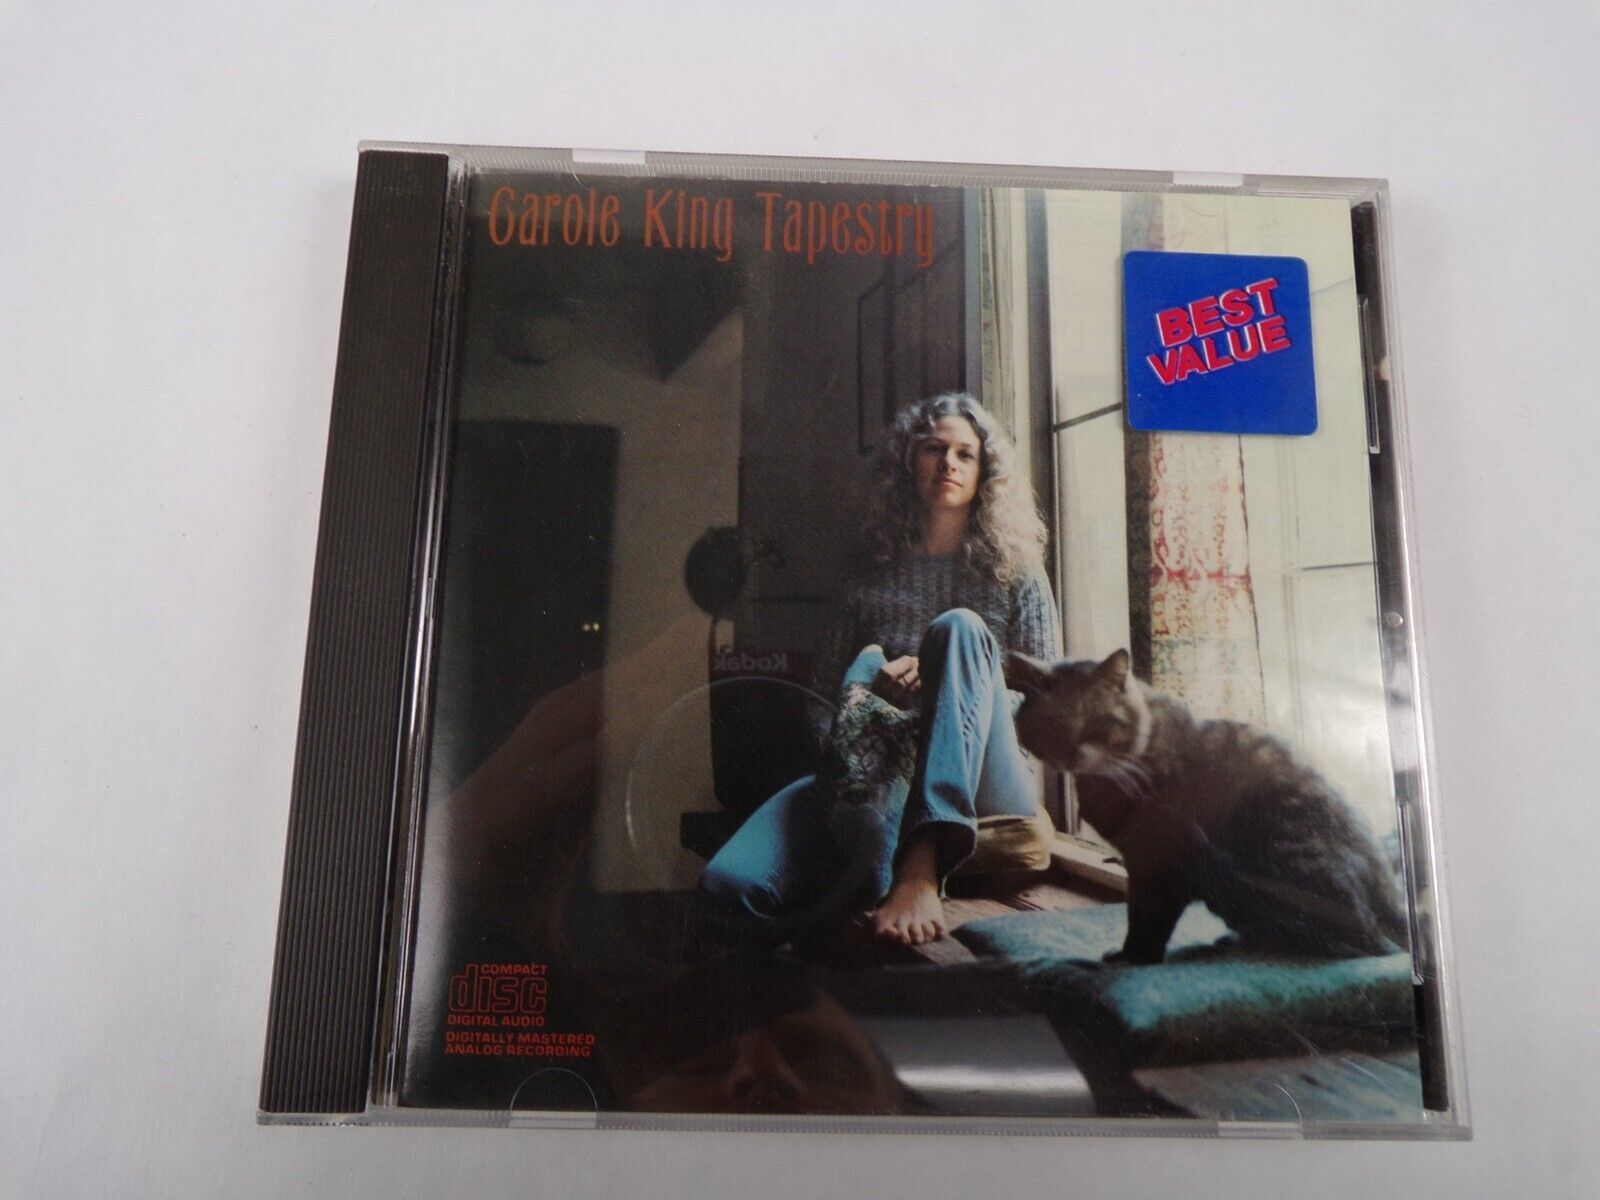 Carole King Tapestry
BEST
VALUE
Kodak
COMPACT
disc
DIGITAL AUDIO
DIGITALLY MASTERED
ANALOG RECORDING